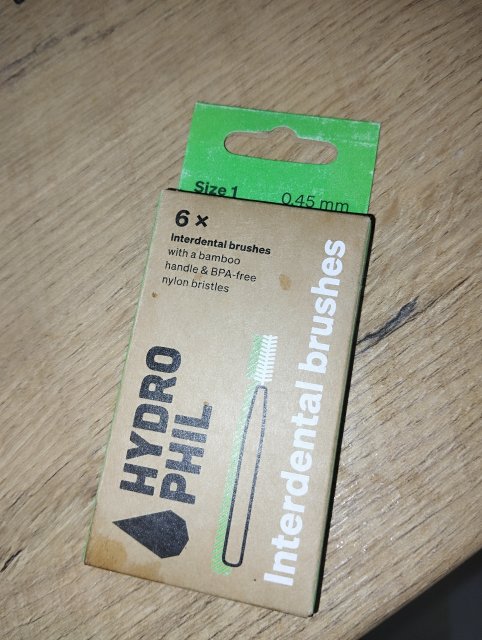 Size 1 0.45 mm
6 ×
Interdental brushes
with a bamboo
handle & BPA-free
nylon bristles
HYDRO
PHIL
Interdental brushes